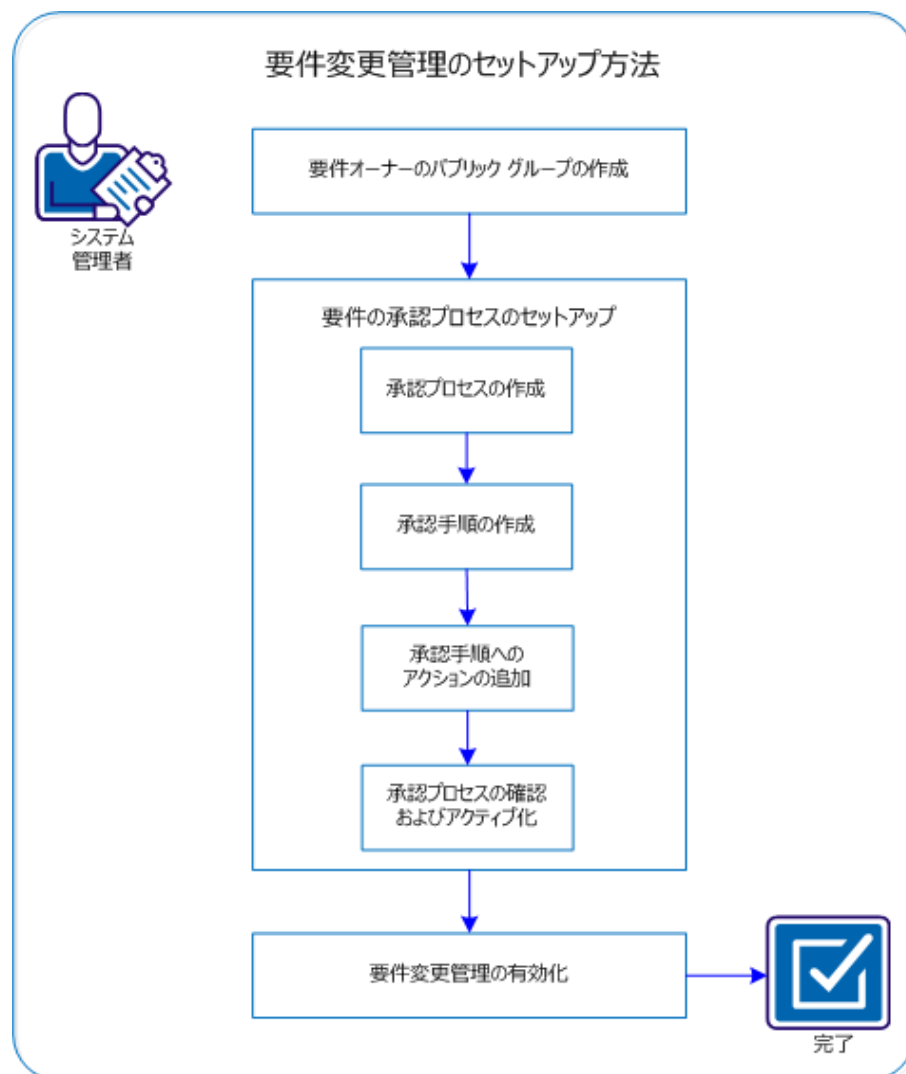 要件変更管理のセットアップ方法
システム
管理者
要件オーナーのパブリック グループの作成
要件の承認プロセスのセットアップ
承認プロセスの作成
承認手順の作成
承認手順への
アクションの追加
承認プロセスの確認
およびアクティブ化
要件変更管理の有効化
完了